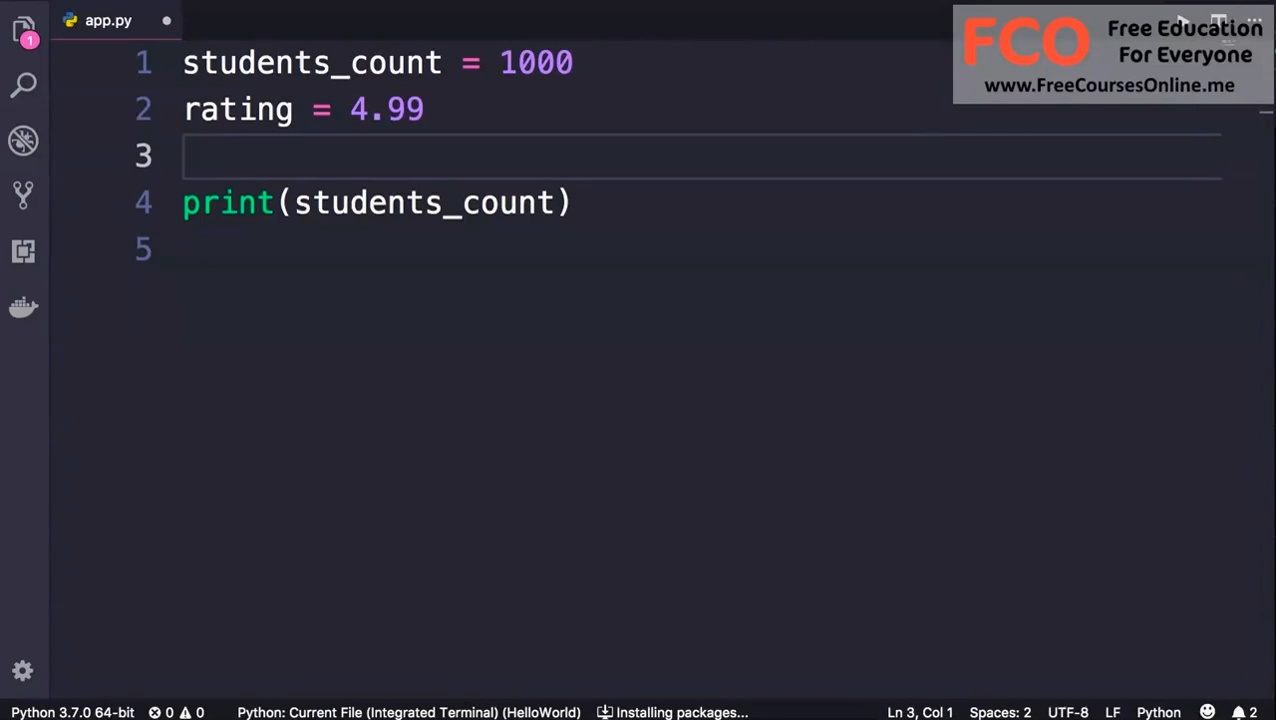 app.py
1
FCO Free Education
For Everyone
www.FreeCoursesOnline.me
1 students_count = 1000
2 rating = 4.99
3
4 print(students_count)
5
Python 3.7.0 64-bit 0 0 Python: Current File (Integrated Terminal) (HelloWorld) Installing packages... Ln 3, Col 1 Spaces: 2 UTF-8 LF Python 2